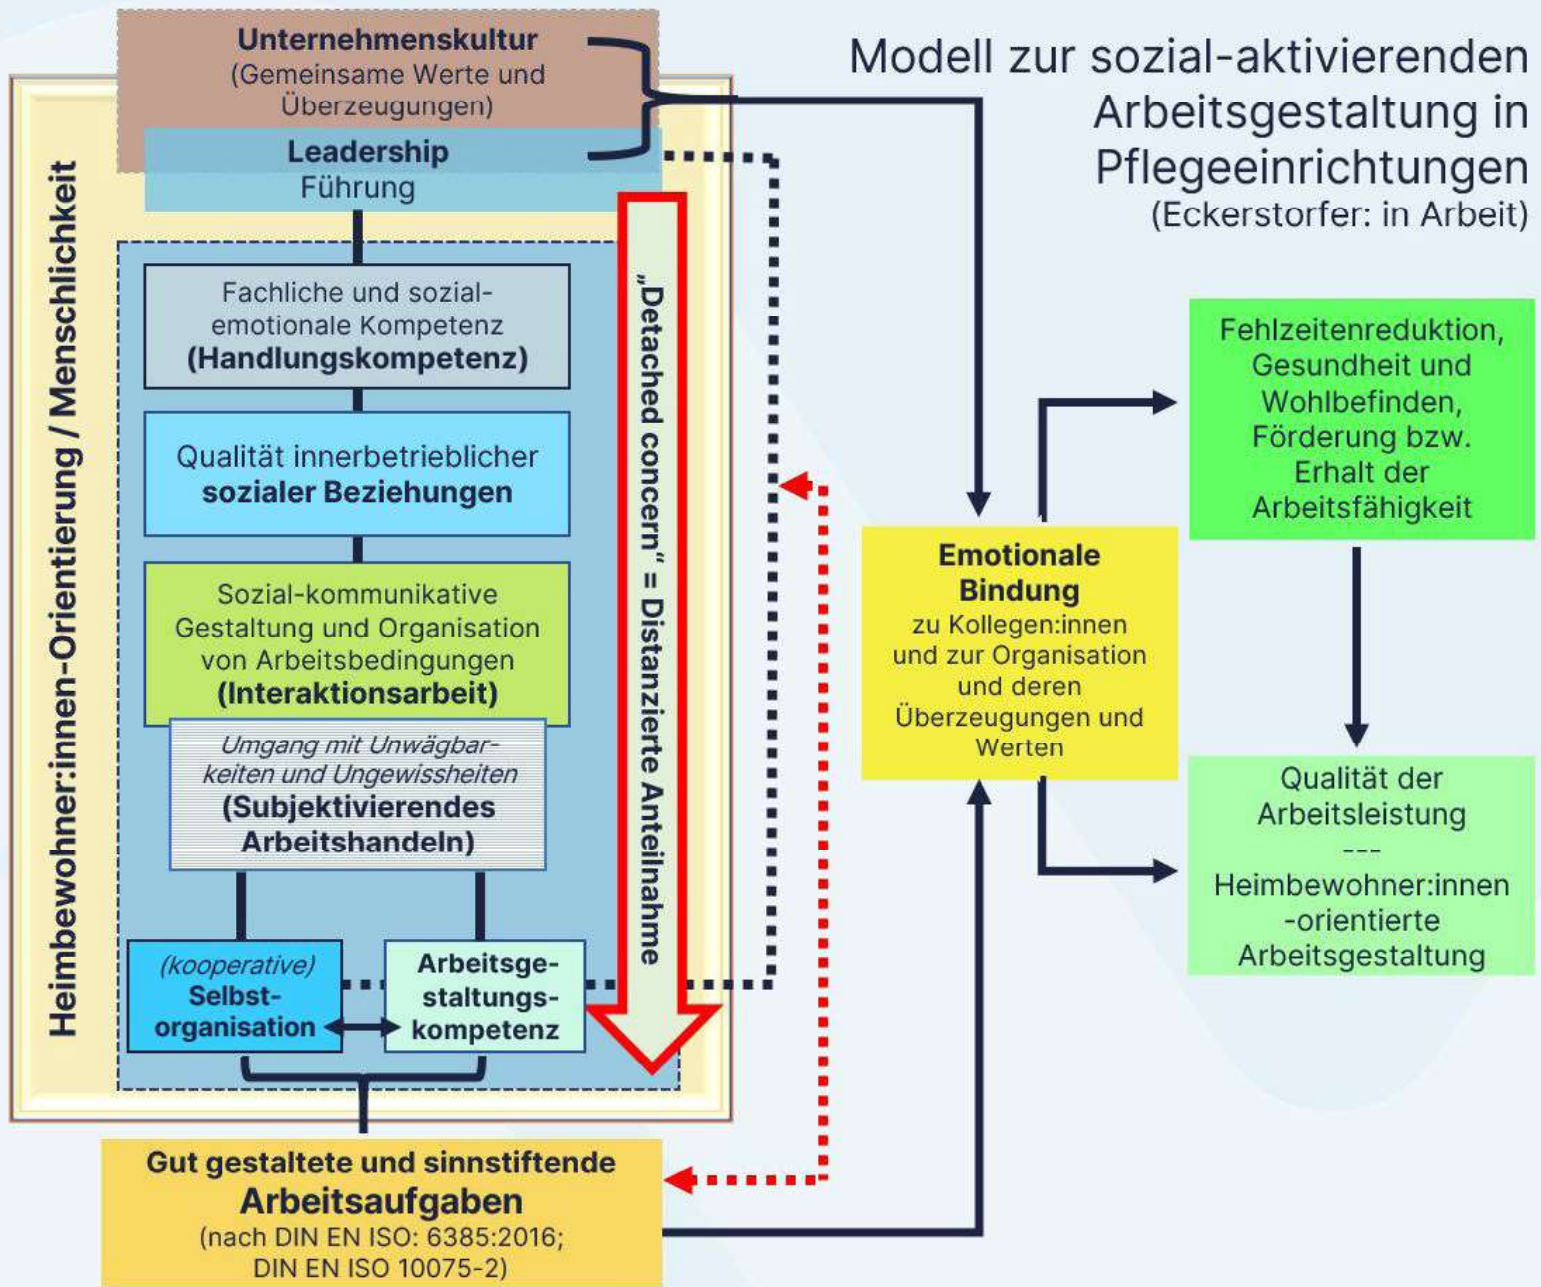 Modell zur sozial-aktivierenden
Arbeitsgestaltung in
Pflegeeinrichtungen
(Eckerstorfer: in Arbeit)
Heimbewohner:innen-Orientierung / Menschlichkeit
Unternehmenskultur
(Gemeinsame Werte und
Überzeugungen)
Leadership
Führung
Fachliche und sozial-
emotionale Kompetenz
(Handlungskompetenz)
Qualität innerbetrieblicher
sozialer Beziehungen
Sozial-kommunikative
Gestaltung und Organisation
von Arbeitsbedingungen
(Interaktionsarbeit)
Umgang mit Unwägbar-
keiten und Ungewissheiten
(Subjektivierendes
Arbeitshandeln)
(kooperative)
Selbst-
organisation
Arbeitsge-
staltungs-
kompetenz
„Detached concern“ = Distanzierte Anteilnahme
Gut gestaltete und sinnstiftende
Arbeitsaufgaben
(nach DIN EN ISO: 6385:2016;
DIN EN ISO 10075-2)
Emotionale
Bindung
zu Kollegen:innen
und zur Organisation
und deren
Überzeugungen und
Werten
Fehlzeitenreduktion,
Gesundheit und
Wohlbefinden,
Förderung bzw.
Erhalt der
Arbeitsfähigkeit
Qualität der
Arbeitsleistung
---
Heimbewohner:innen
-orientierte
Arbeitsgestaltung